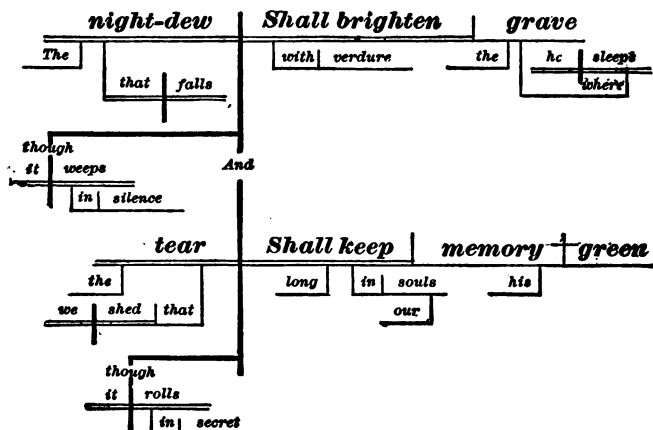 night-dew Shall brighten grave
The with verdure the he sleeps
that falls where
though
it weeps And
in silence
tear Shall keep memory green
the long in souls his
we shed that our
though
it rolls
in secret